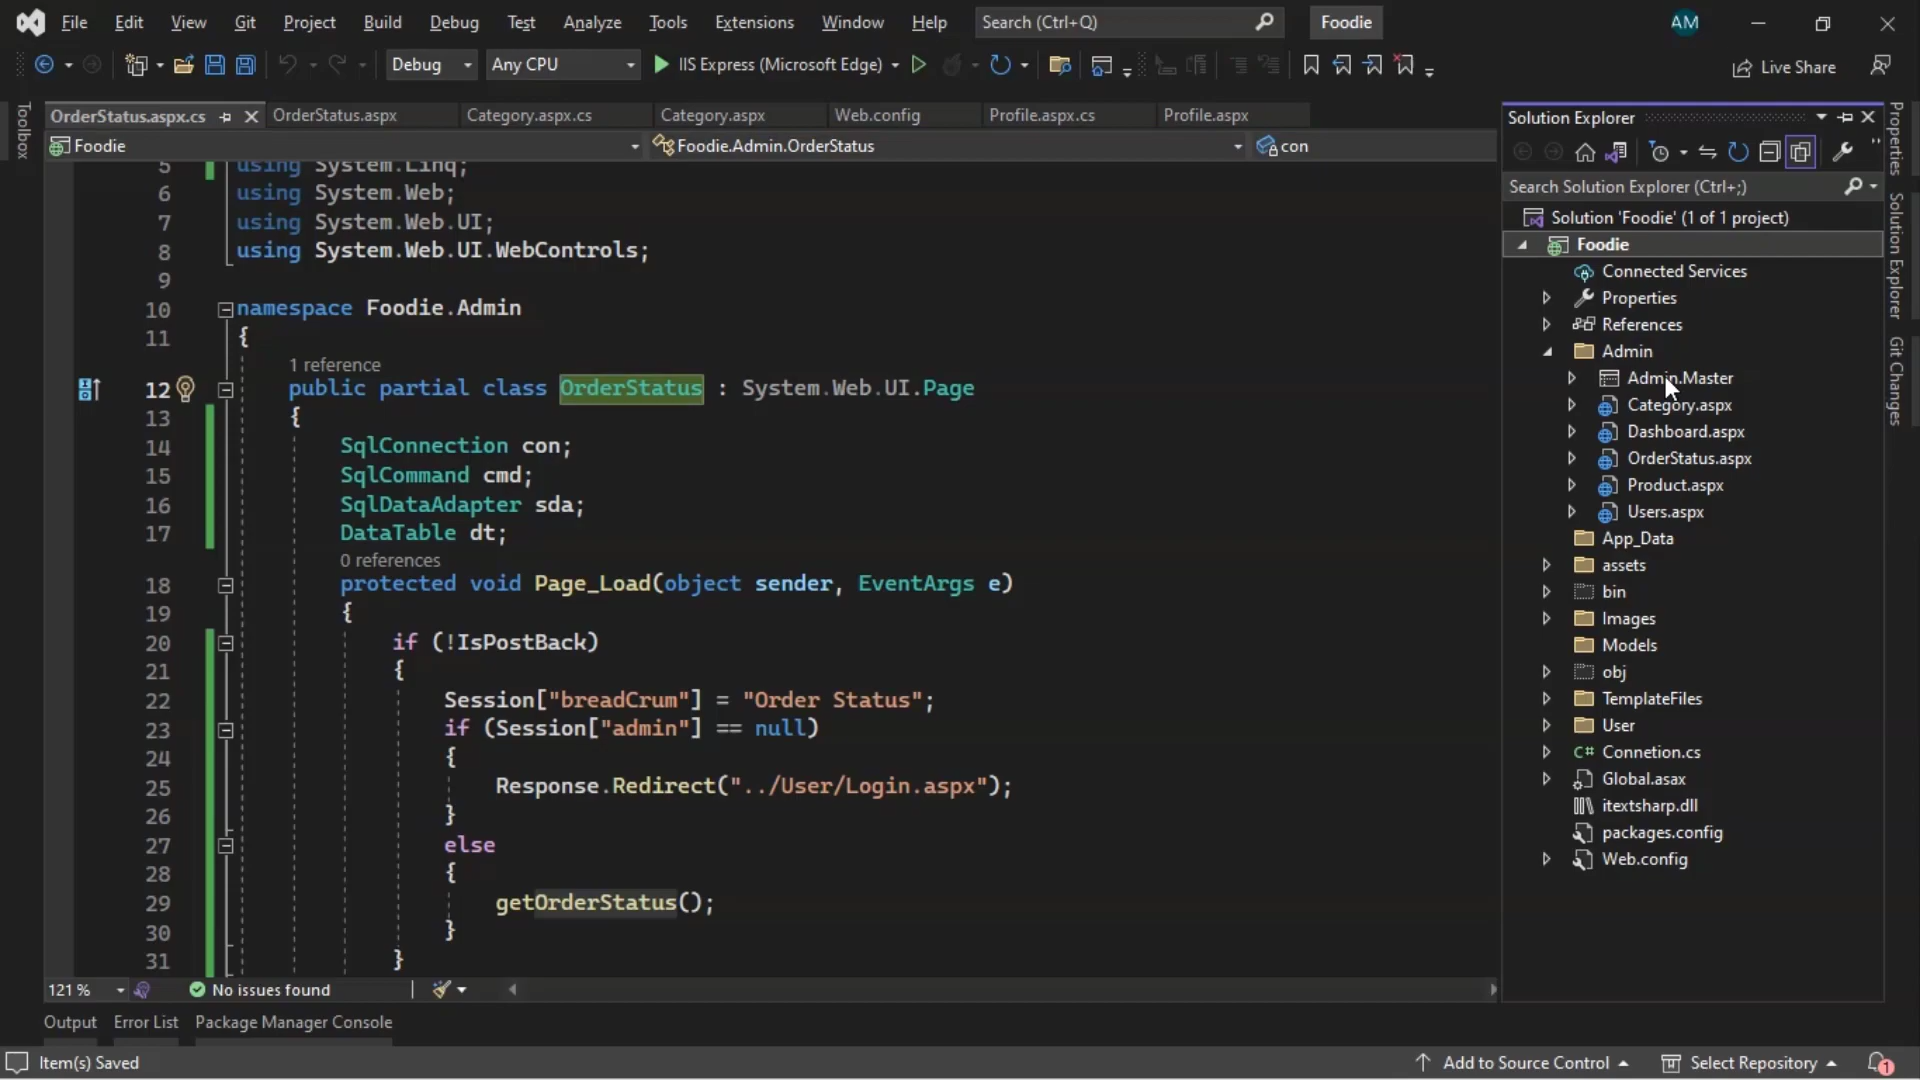 File Edit View Git Project Build Debug Test Analyze Tools Extensions Window Help Search (Ctrl+Q) Foodie AM
Debug Any CPU IIS Express (Microsoft Edge) Live Share
Toolbox
OrderStatus.aspx.cs OrderStatus.aspx Category.aspx.cs Category.aspx Web.config Profile.aspx.cs Profile.aspx
Foodie Foodie.Admin.OrderStatus con
5 using System.Linq;
6 using System.Web;
7 using System.Web.UI;
8 using System.Web.UI.WebControls;
9
10 namespace Foodie.Admin
11 {
1 reference
12 public partial class OrderStatus : System.Web.UI.Page
13 {
14 SqlConnection con;
15 SqlCommand cmd;
16 SqlDataAdapter sda;
17 DataTable dt;
0 references
18 protected void Page_Load(object sender, EventArgs e)
19 {
20 if (!IsPostBack)
21 {
22 Session["breadCrum"] = "Order Status";
23 if (Session["admin"] == null)
24 {
25 Response.Redirect("../User/Login.aspx");
26 }
27 else
28 {
29 getOrderStatus();
30 }
31 }
121 % No issues found
Output Error List Package Manager Console
Item(s) Saved Add to Source Control Select Repository 1
Solution Explorer
Search Solution Explorer (Ctrl+;)
Solution 'Foodie' (1 of 1 project)
Foodie
Connected Services
Properties
References
Admin
Admin.Master
Category.aspx
Dashboard.aspx
OrderStatus.aspx
Product.aspx
Users.aspx
App_Data
assets
bin
Images
Models
obj
TemplateFiles
User
C# Connetion.cs
Global.asax
itextsharp.dll
packages.config
Web.config
Properties
Solution Explorer
Git Changes